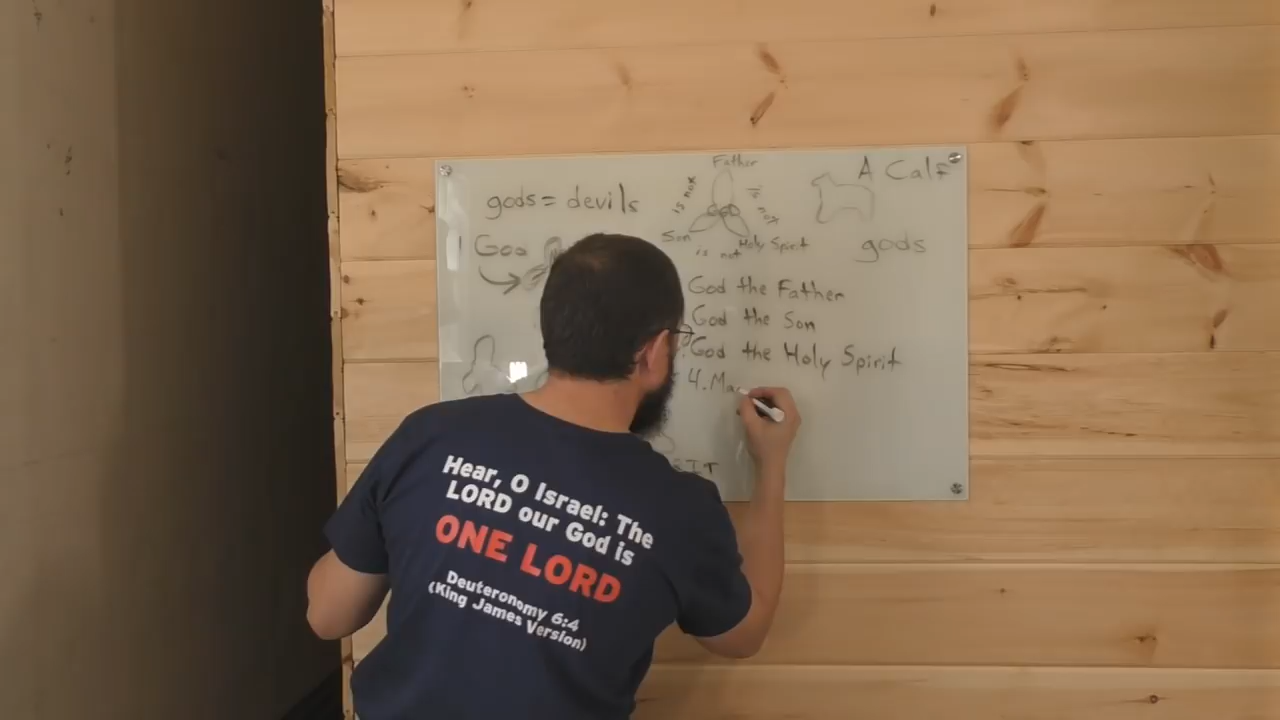 gods = devils
God
Father
is not
is not
Son
Holy Spirit
is not
A Calf
gods
God the Father
God the Son
God the Holy Spirit
4. Ma
Hear, O Israel: The
LORD our God is
ONE LORD
Deuteronomy 6:4
(King James Version)